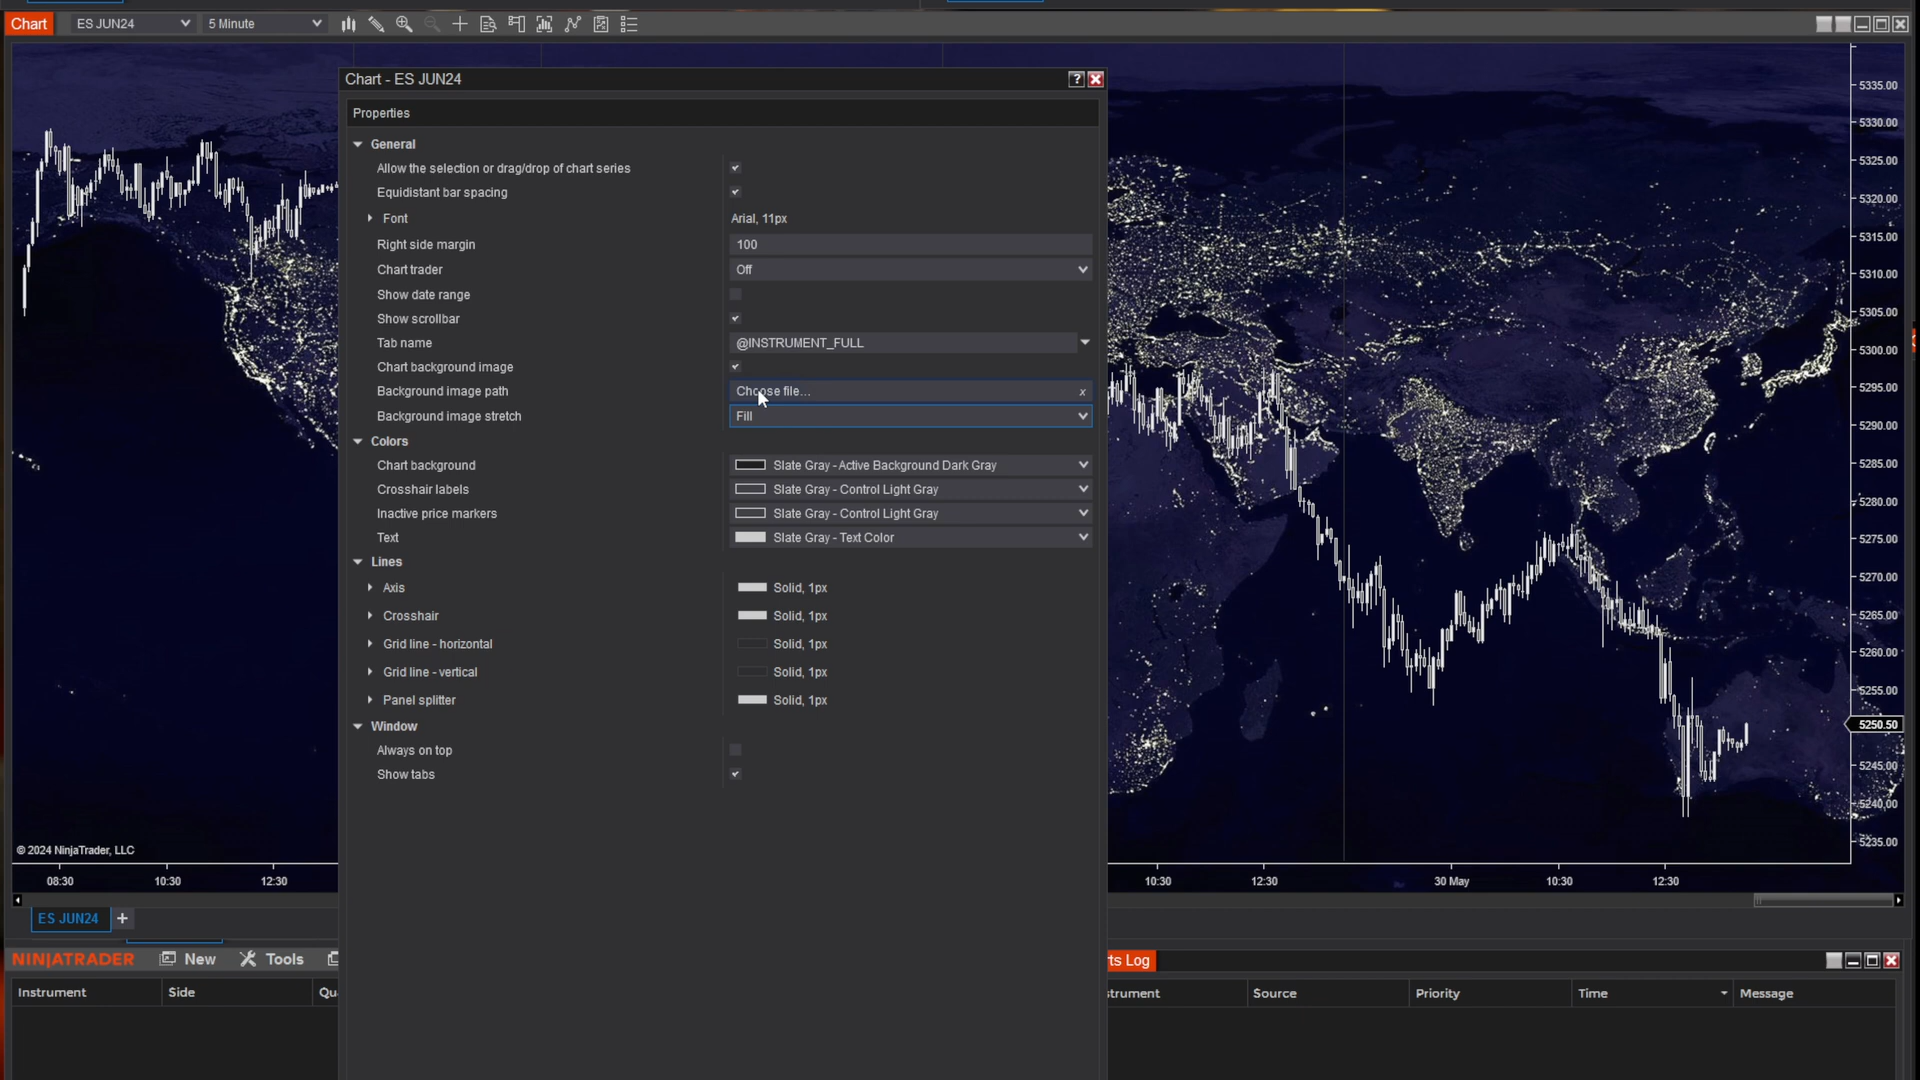 Chart ES JUN24 5 Minute
Chart - ES JUN24 ?
Properties
General
Allow the selection or drag/drop of chart series
Equidistant bar spacing
Font Arial, 11px
Right side margin 100
Chart trader Off
Show date range
Show scrollbar
Tab name @INSTRUMENT_FULL
Chart background image
Background image path Choose file... x
Background image stretch Fill
Colors
Chart background Slate Gray - Active Background Dark Gray
Crosshair labels Slate Gray - Control Light Gray
Inactive price markers Slate Gray - Control Light Gray
Text Slate Gray - Text Color
Lines
Axis Solid, 1px
Crosshair Solid, 1px
Grid line - horizontal Solid, 1px
Grid line - vertical Solid, 1px
Panel splitter Solid, 1px
Window
Always on top
Show tabs
5335.00
5330.00
5325.00
5320.00
5315.00
5310.00
5305.00
5300.00
5295.00
5290.00
5285.00
5280.00
5275.00
5270.00
5265.00
5260.00
5255.00
5250.50
5245.00
5240.00
5235.00
© 2024 NinjaTrader, LLC
08:30 10:30 12:30 10:30 12:30 30 May 10:30 12:30
ES JUN24 +
NINJATRADER New Tools
rts Log
Instrument Side Qu
strument Source Priority Time Message